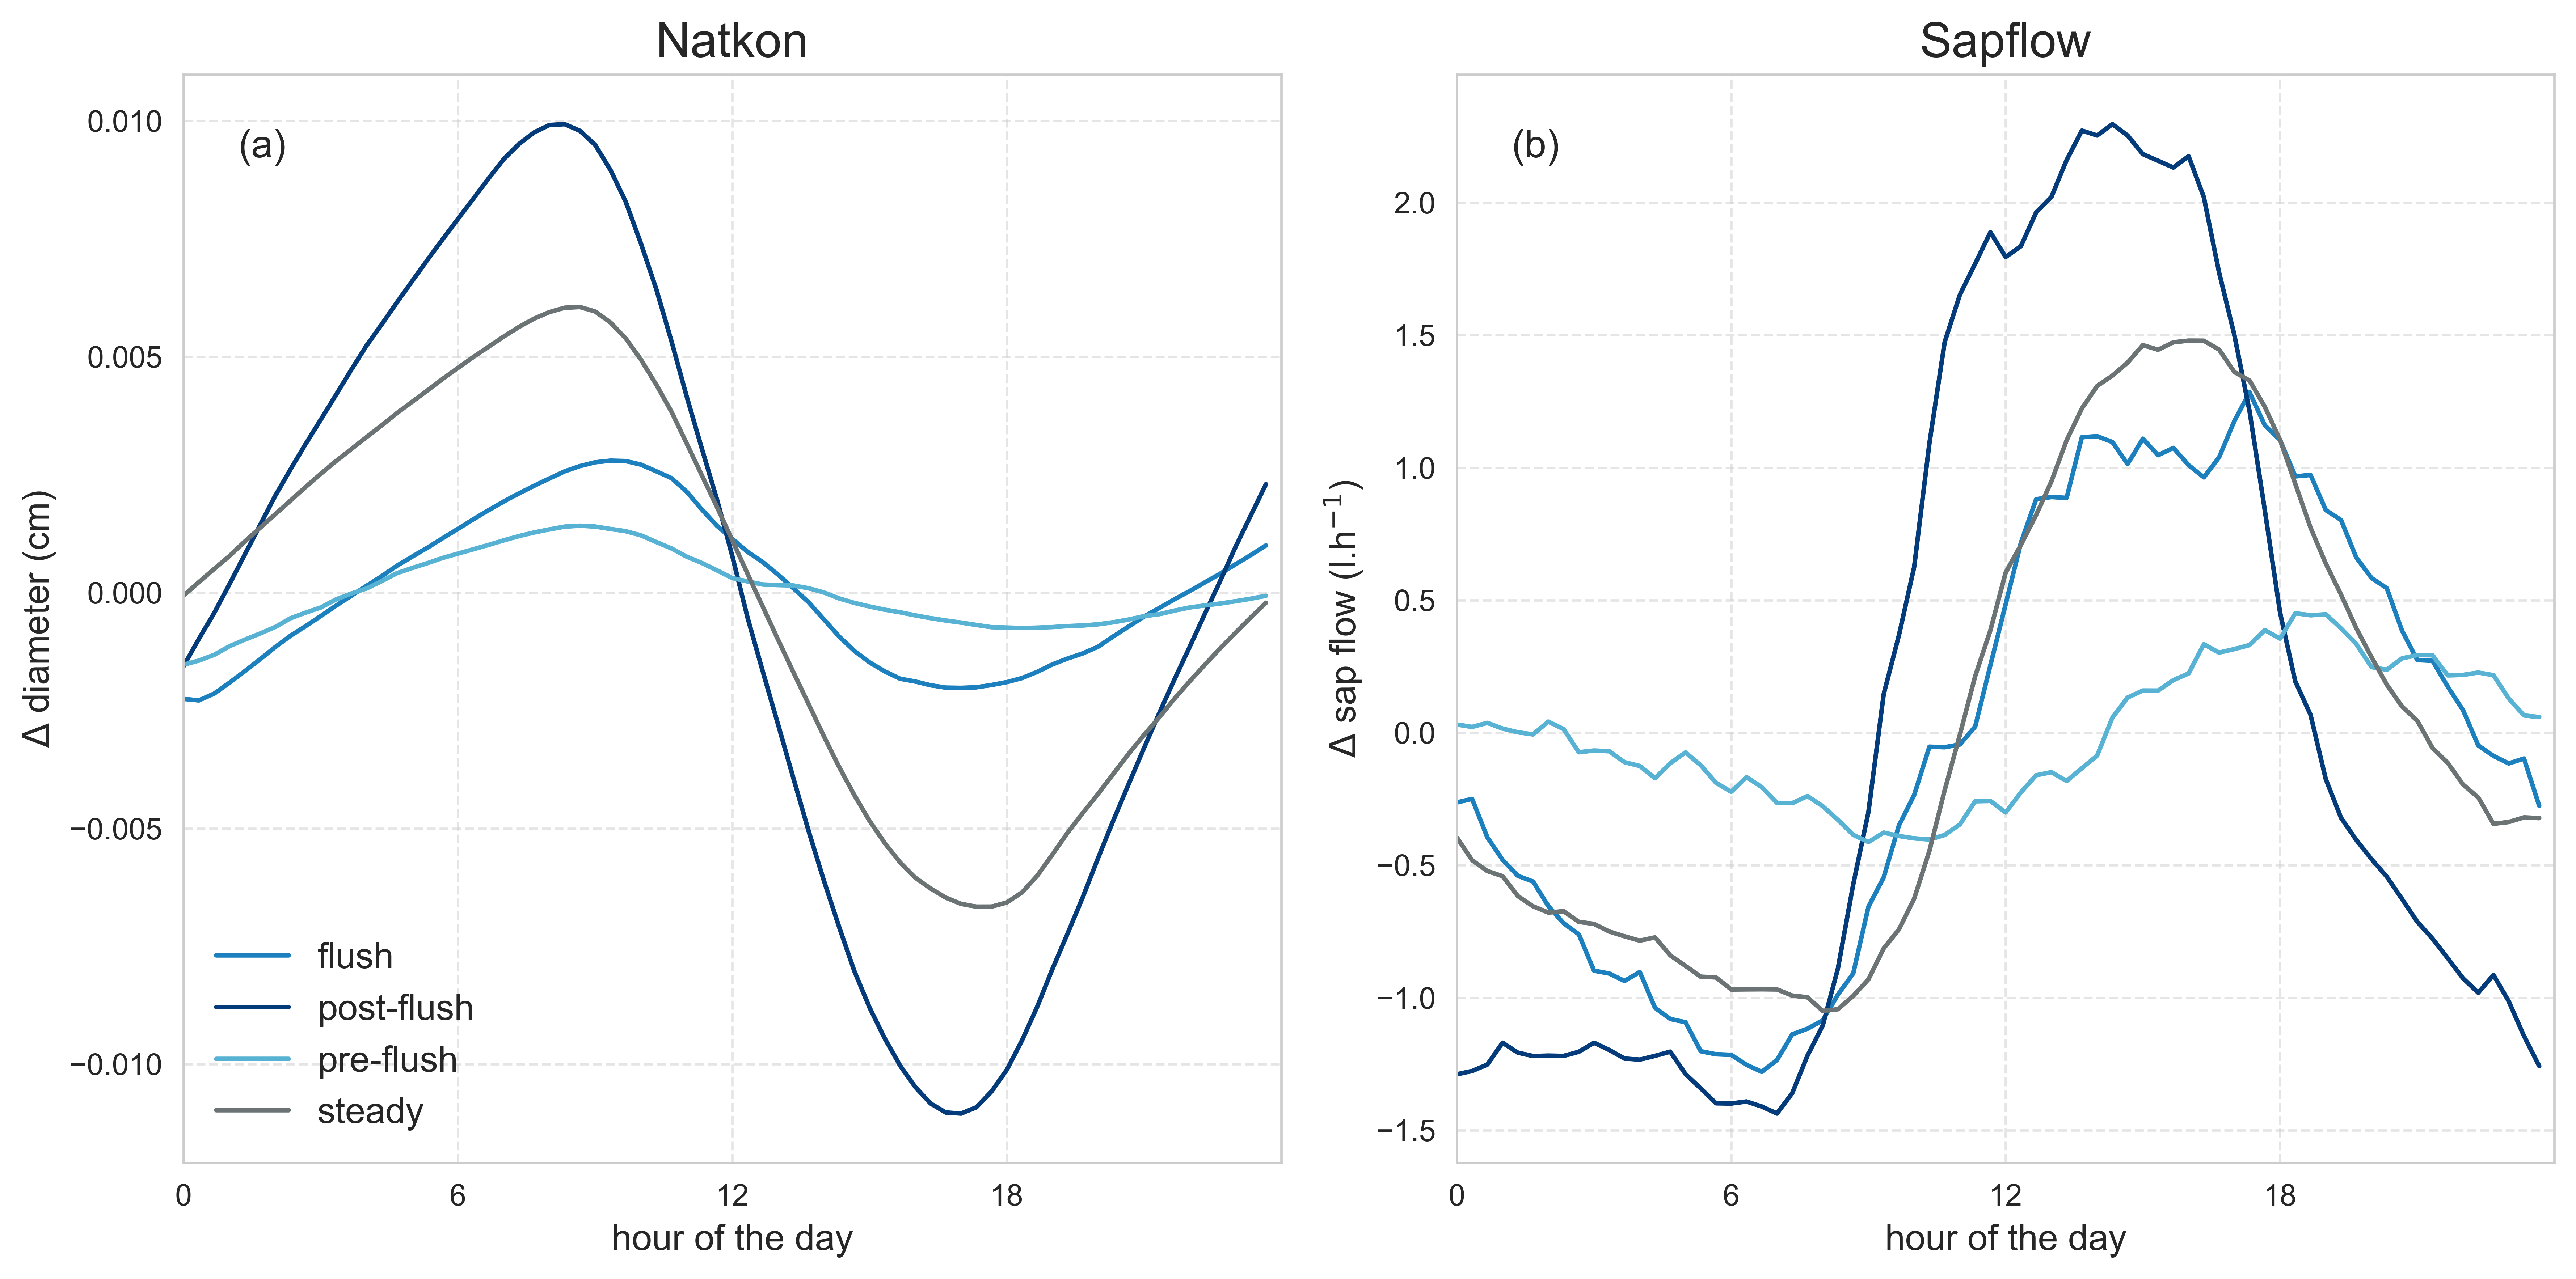 Natkon
(a)
0.010
0.005
0.000
−0.005
−0.010
Δ diameter (cm)
flush
post-flush
pre-flush
steady
0 6 12 18
hour of the day
Sapflow
(b)
2.0
1.5
1.0
0.5
0.0
−0.5
−1.0
−1.5
Δ sap flow (l.h⁻¹)
0 6 12 18
hour of the day